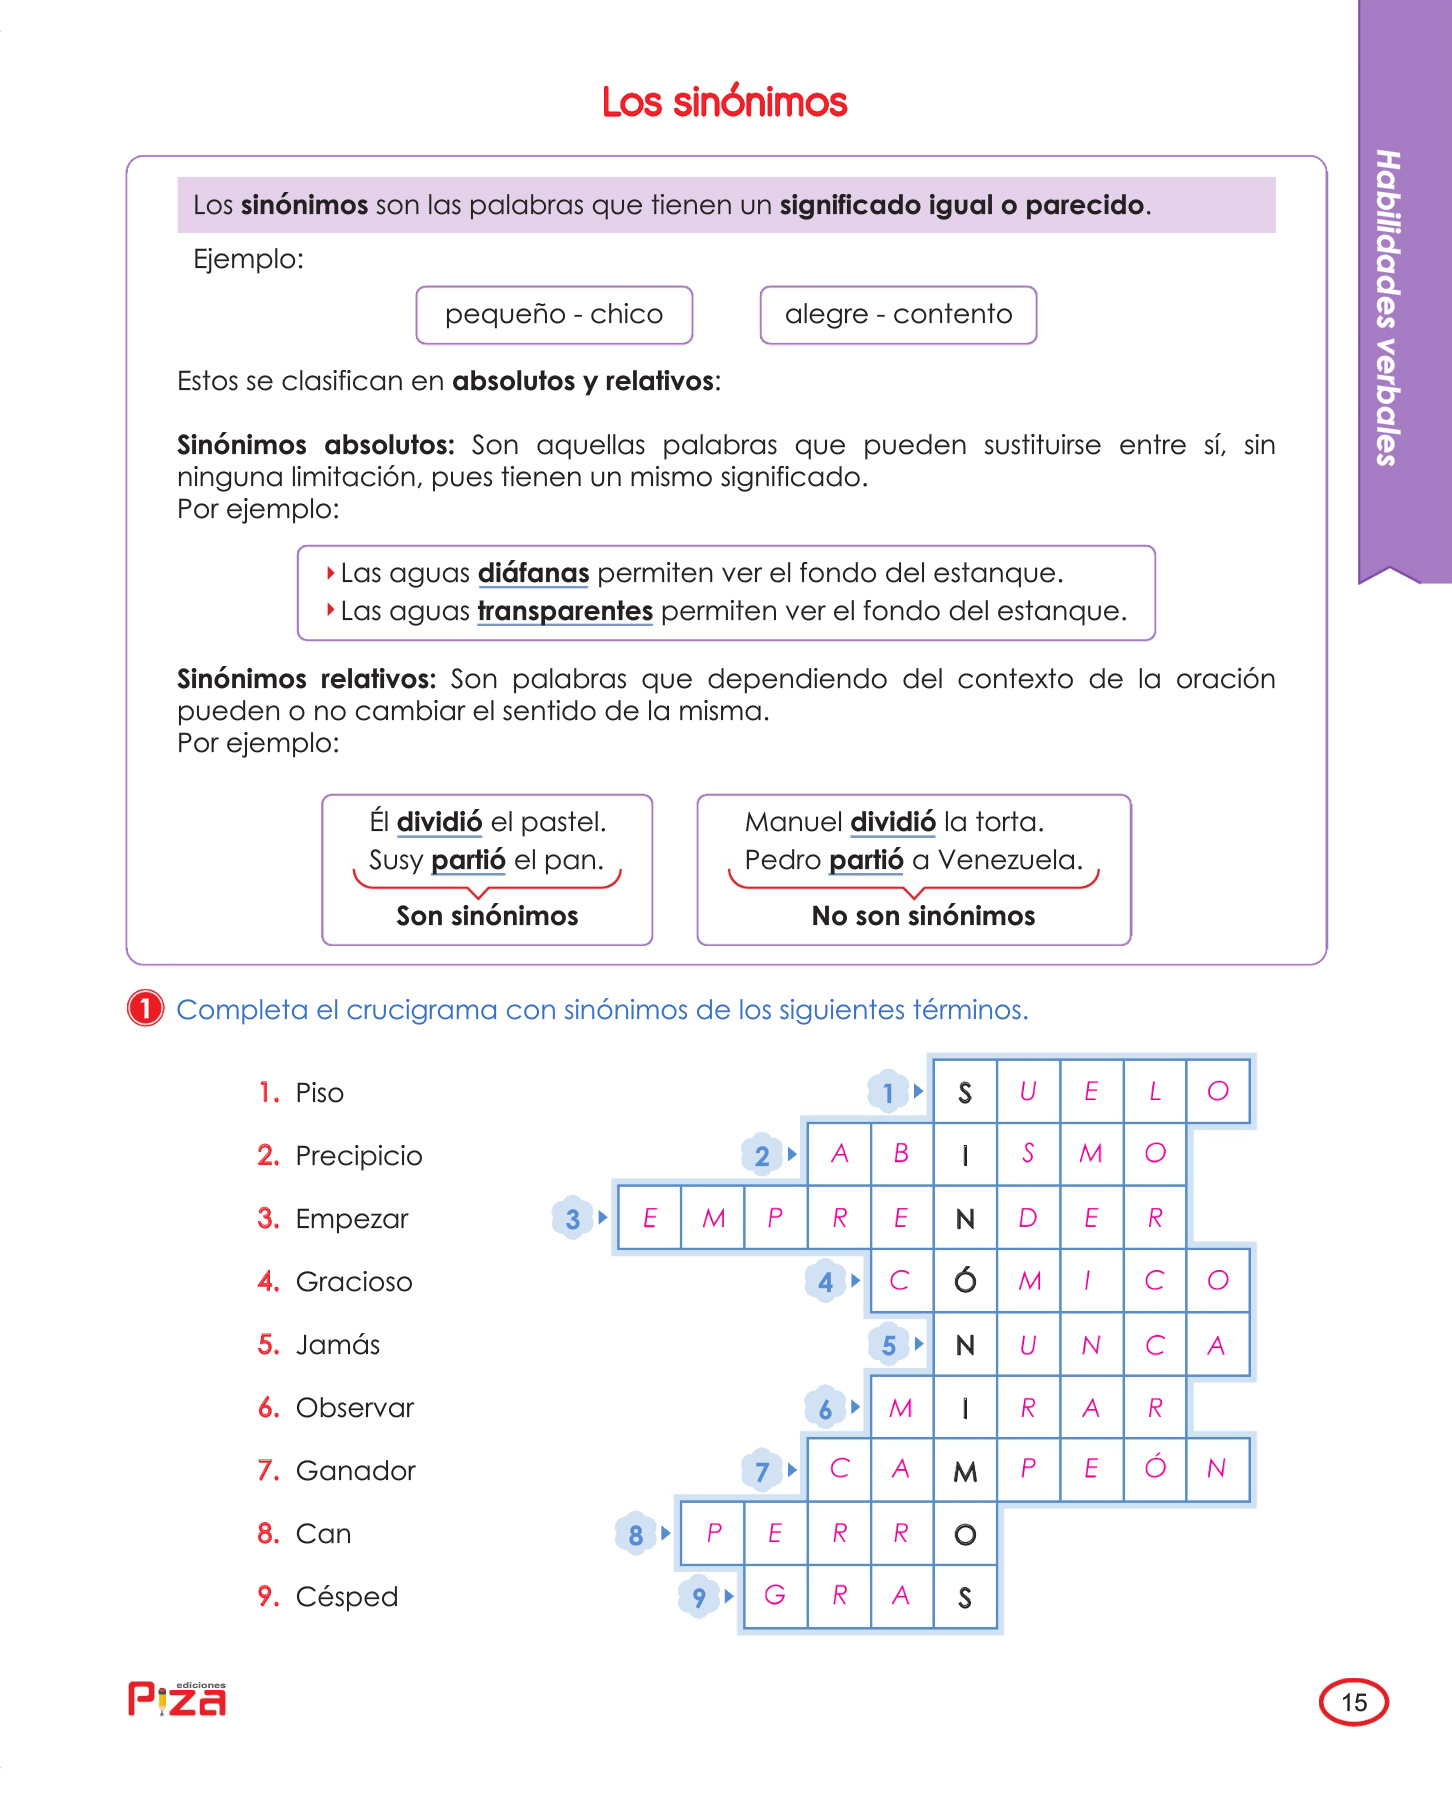 Los sinónimos
Habilidades verbales
Los sinónimos son las palabras que tienen un significado igual o parecido.
Ejemplo:
pequeño - chico
alegre - contento
Estos se clasifican en absolutos y relativos:
Sinónimos absolutos: Son aquellas palabras que pueden sustituirse entre sí, sin
ninguna limitación, pues tienen un mismo significado.
Por ejemplo:
Las aguas diáfanas permiten ver el fondo del estanque.
Las aguas transparentes permiten ver el fondo del estanque.
Sinónimos relativos: Son palabras que dependiendo del contexto de la oración
pueden o no cambiar el sentido de la misma.
Por ejemplo:
Él dividió el pastel.
Susy partió el pan.
Son sinónimos
Manuel dividió la torta.
Pedro partió a Venezuela.
No son sinónimos
1 Completa el crucigrama con sinónimos de los siguientes términos.
1. Piso
2. Precipicio
3. Empezar
4. Gracioso
5. Jamás
6. Observar
7. Ganador
8. Can
9. Césped
1 S U E L O
2 A B I S M O
3 E M P R E N D E R
4 C Ó M I C O
5 N U N C A
6 M I R A R
7 C A M P E Ó N
8 P E R R O
9 G R A S
ediciones
Piza
15